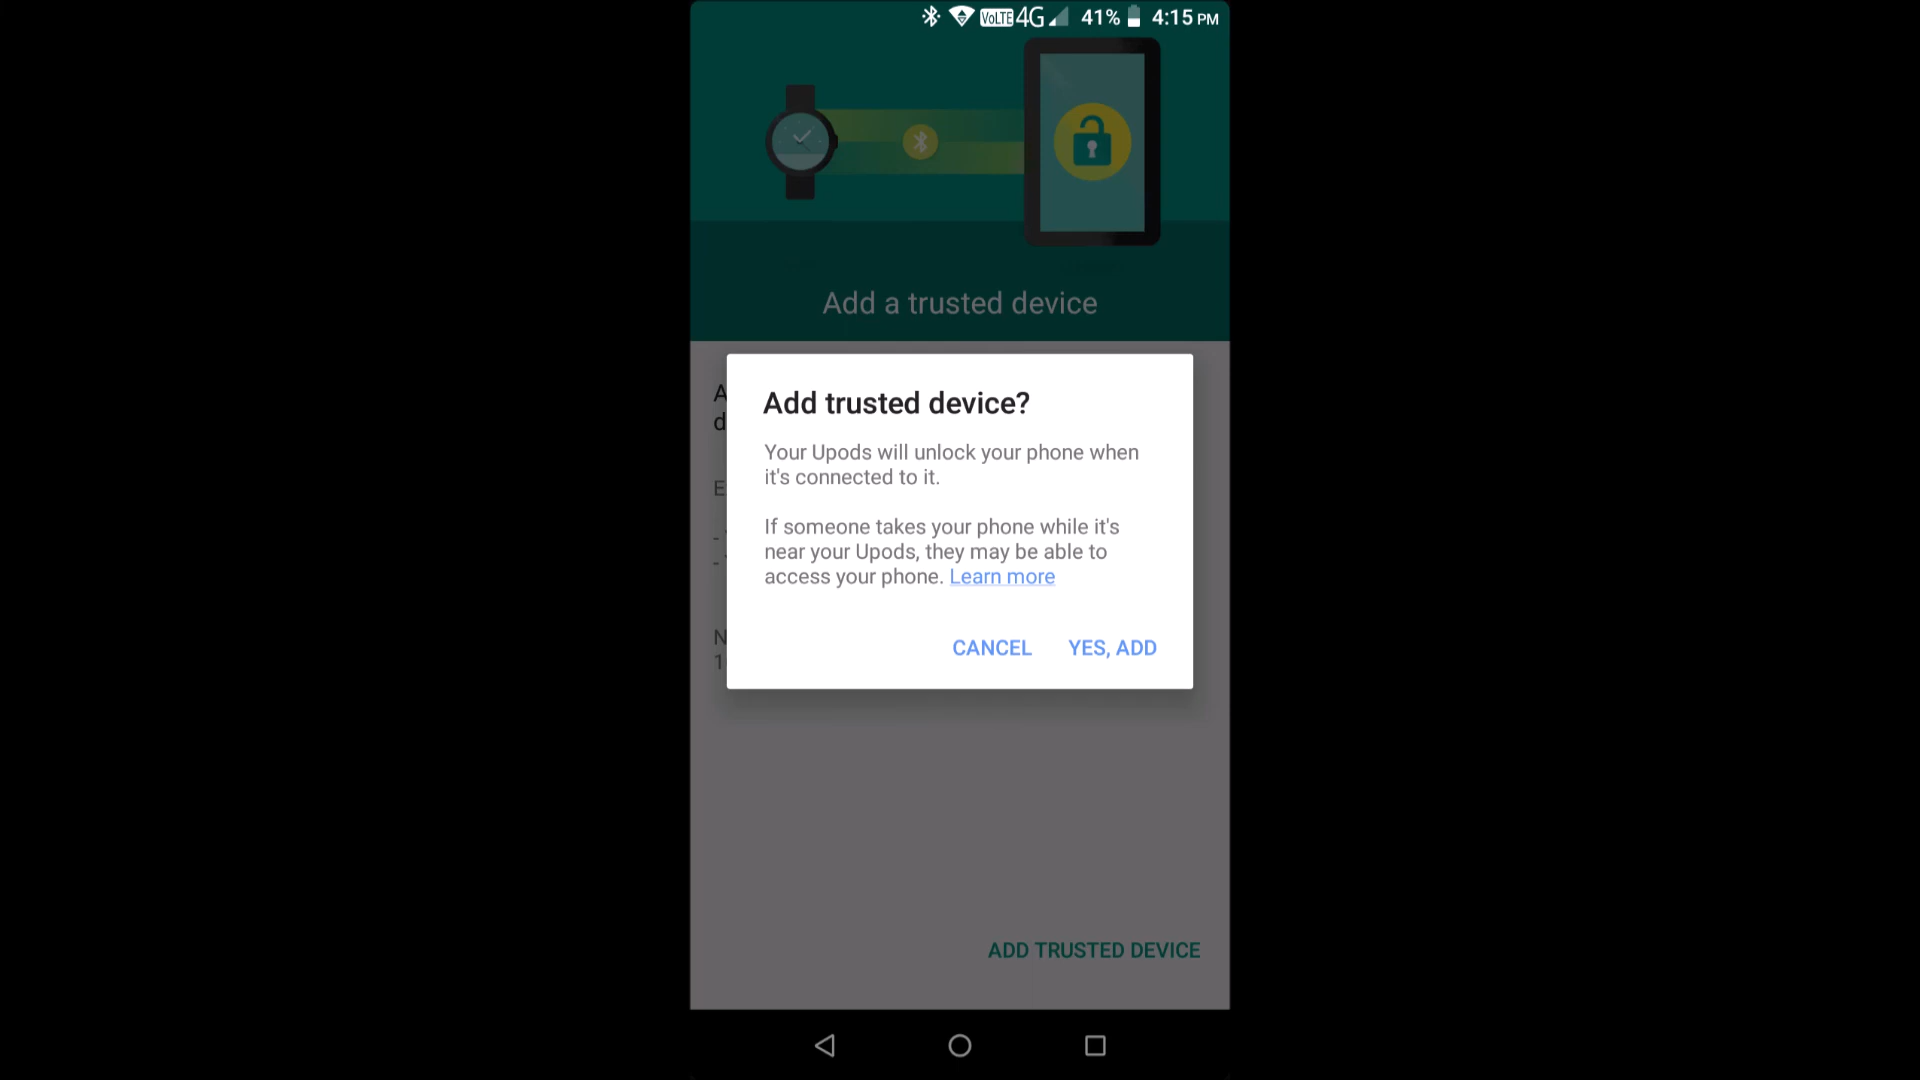 VoLTE 4G 41% 4:15 PM
Add a trusted device
A
d
Add trusted device?
Your Upods will unlock your phone when
it's connected to it.
E
If someone takes your phone while it's
near your Upods, they may be able to
access your phone. Learn more
N
1
CANCEL YES, ADD
ADD TRUSTED DEVICE